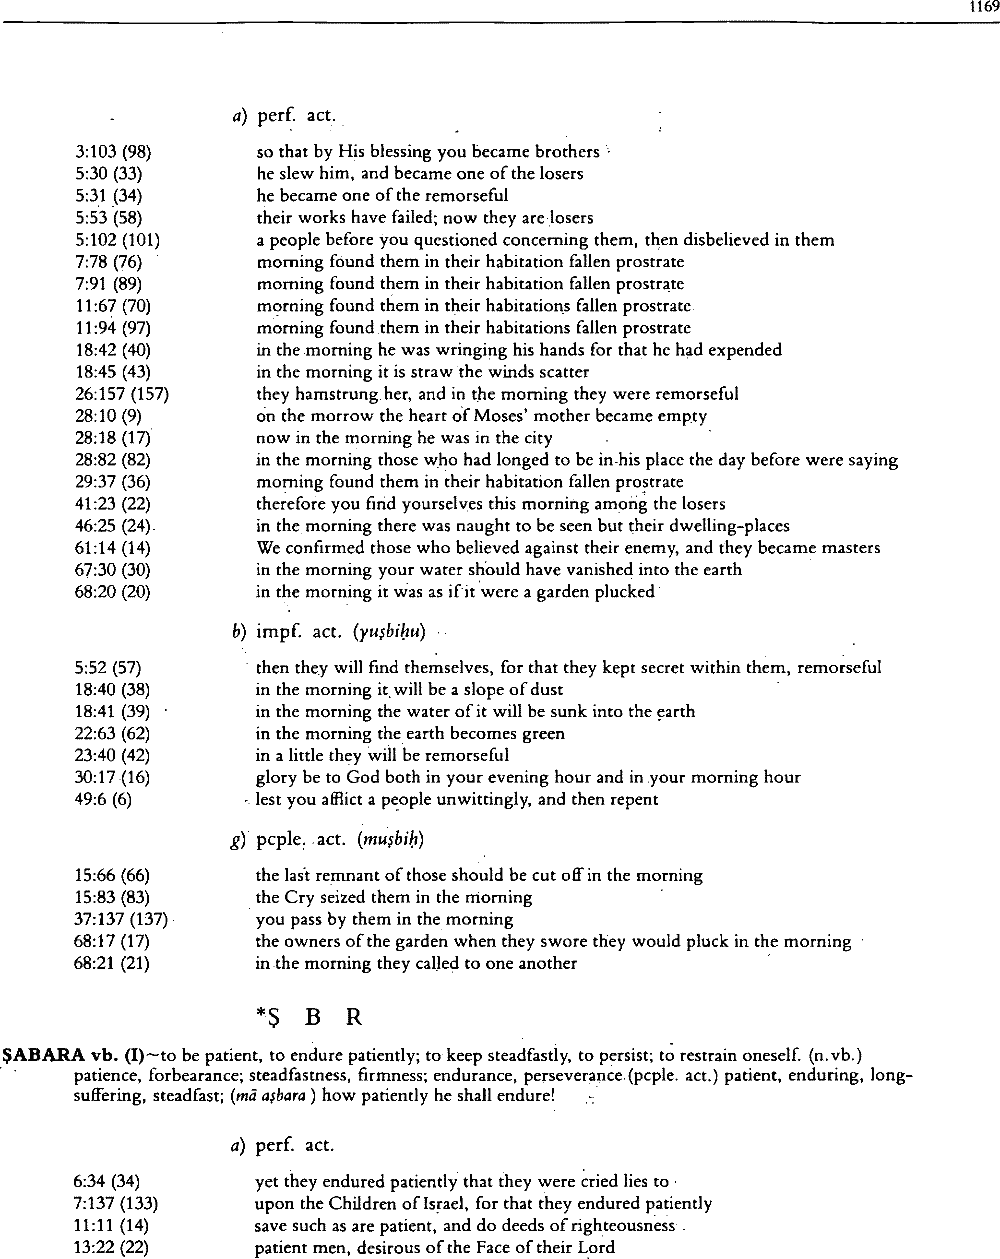 1169
a) perf. act.
3:103 (98) so that by His blessing you became brothers
5:30 (33) he slew him, and became one of the losers
5:31 (34) he became one of the remorseful
5:53 (58) their works have failed; now they are losers
5:102 (101) a people before you questioned concerning them, then disbelieved in them
7:78 (76) morning found them in their habitation fallen prostrate
7:91 (89) morning found them in their habitation fallen prostrate
11:67 (70) morning found them in their habitations fallen prostrate
11:94 (97) morning found them in their habitations fallen prostrate
18:42 (40) in the morning he was wringing his hands for that he had expended
18:45 (43) in the morning it is straw the winds scatter
26:157 (157) they hamstrung her, and in the morning they were remorseful
28:10 (9) on the morrow the heart of Moses' mother became empty
28:18 (17) now in the morning he was in the city
28:82 (82) in the morning those who had longed to be in his place the day before were saying
29:37 (36) morning found them in their habitation fallen prostrate
41:23 (22) therefore you find yourselves this morning among the losers
46:25 (24) in the morning there was naught to be seen but their dwelling-places
61:14 (14) We confirmed those who believed against their enemy, and they became masters
67:30 (30) in the morning your water should have vanished into the earth
68:20 (20) in the morning it was as if it were a garden plucked
b) impf. act. (yuṣbiḥu)
5:52 (57) then they will find themselves, for that they kept secret within them, remorseful
18:40 (38) in the morning it will be a slope of dust
18:41 (39) in the morning the water of it will be sunk into the earth
22:63 (62) in the morning the earth becomes green
23:40 (42) in a little they will be remorseful
30:17 (16) glory be to God both in your evening hour and in your morning hour
49:6 (6) lest you afflict a people unwittingly, and then repent
g) pcple. act. (muṣbiḥ)
15:66 (66) the last remnant of those should be cut off in the morning
15:83 (83) the Cry seized them in the morning
37:137 (137) you pass by them in the morning
68:17 (17) the owners of the garden when they swore they would pluck in the morning
68:21 (21) in the morning they called to one another
*Ṣ B R
ṢABARA vb. (I)~to be patient, to endure patiently; to keep steadfastly, to persist; to restrain oneself. (n.vb.)
patience, forbearance; steadfastness, firmness; endurance, perseverance. (pcple. act.) patient, enduring, long-
suffering, steadfast; (mā aṣbara ) how patiently he shall endure!
a) perf. act.
6:34 (34) yet they endured patiently that they were cried lies to
7:137 (133) upon the Children of Israel, for that they endured patiently
11:11 (14) save such as are patient, and do deeds of righteousness
13:22 (22) patient men, desirous of the Face of their Lord